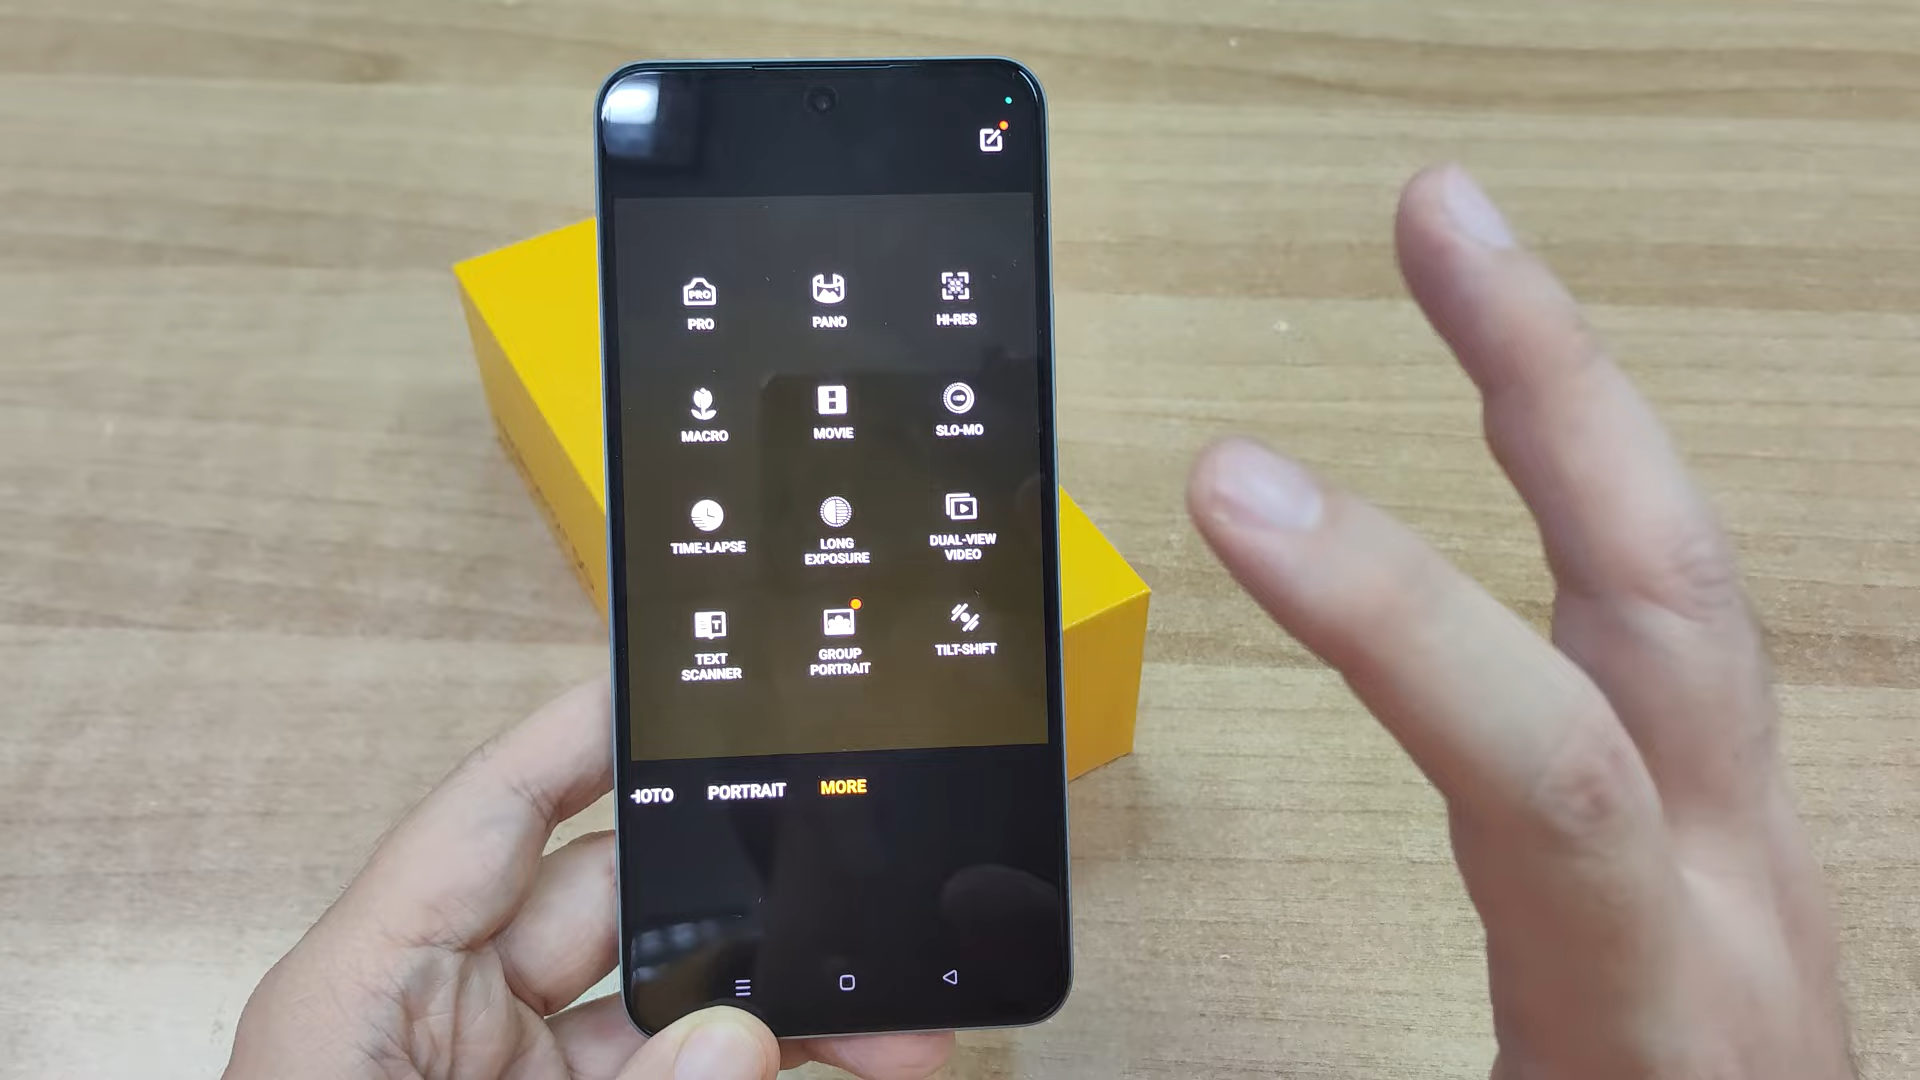 PRO
PANO
HI-RES
MACRO
MOVIE
SLO-MO
TIME-LAPSE
LONG
EXPOSURE
DUAL-VIEW
VIDEO
TEXT
SCANNER
GROUP
PORTRAIT
TILT-SHIFT
HOTO
PORTRAIT
MORE